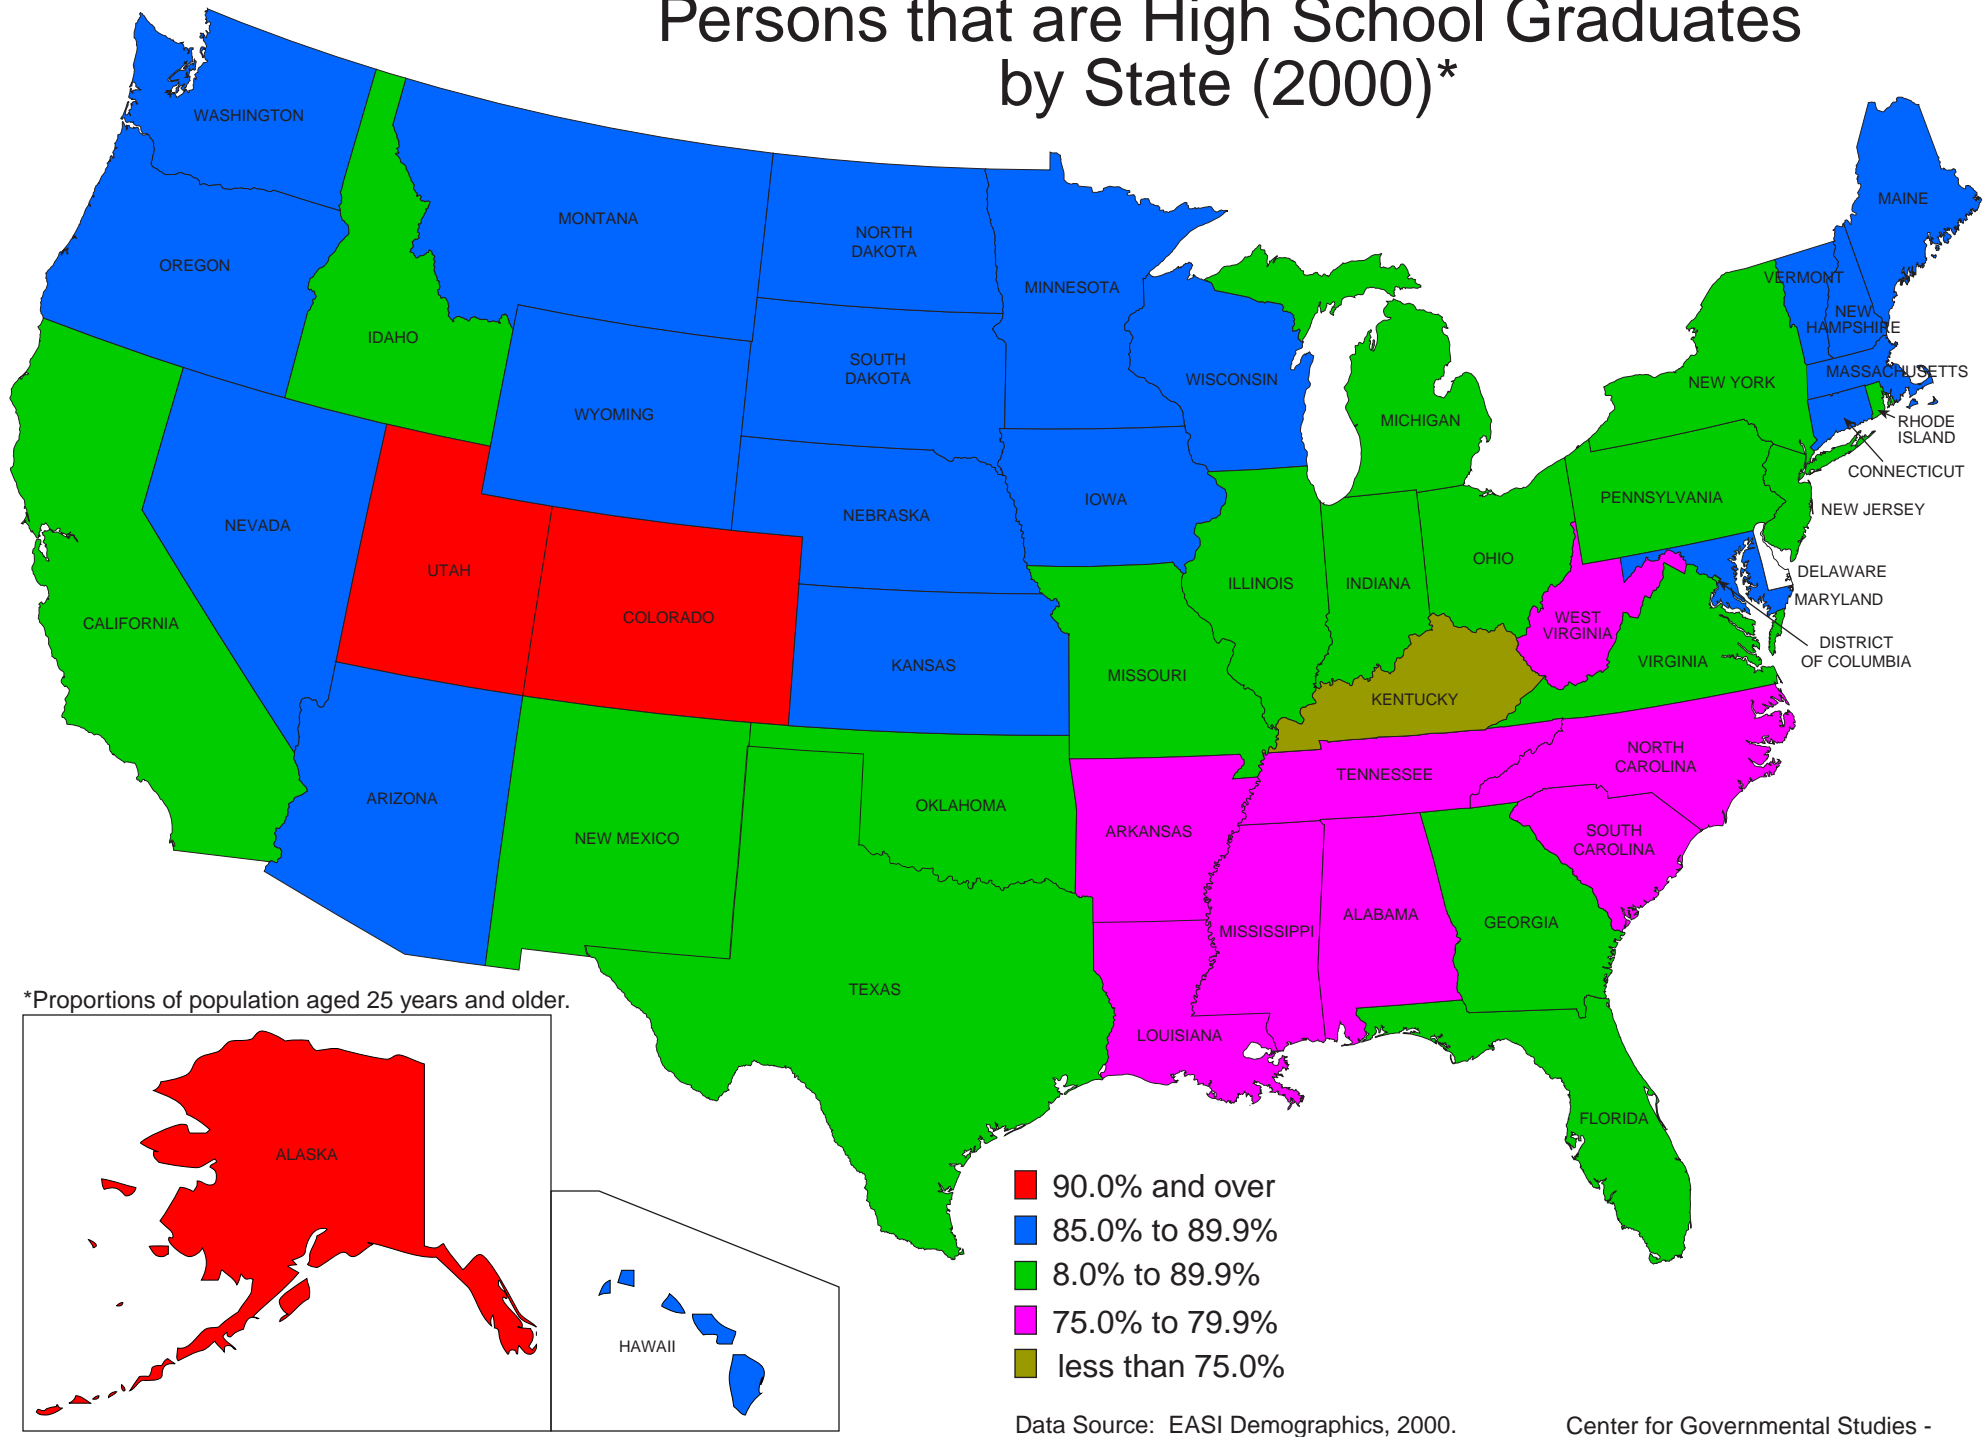 Persons that are High School Graduates
by State (2000)*
WASHINGTON
MONTANA
NORTH
DAKOTA
MINNESOTA
MAINE
OREGON
IDAHO
VERMONT
NEW
HAMPSHIRE
SOUTH
DAKOTA
WISCONSIN
MASSACHUSETTS
NEW YORK
WYOMING
MICHIGAN
RHODE
ISLAND
CONNECTICUT
NEVADA
NEBRASKA
IOWA
PENNSYLVANIA
NEW JERSEY
UTAH
COLORADO
ILLINOIS
INDIANA
OHIO
DELAWARE
MARYLAND
CALIFORNIA
WEST
VIRGINIA
DISTRICT
OF COLUMBIA
KANSAS
MISSOURI
KENTUCKY
VIRGINIA
ARIZONA
NEW MEXICO
OKLAHOMA
ARKANSAS
TENNESSEE
NORTH
CAROLINA
SOUTH
CAROLINA
MISSISSIPPI
ALABAMA
GEORGIA
TEXAS
LOUISIANA
FLORIDA
*Proportions of population aged 25 years and older.
ALASKA
HAWAII
90.0% and over
85.0% to 89.9%
8.0% to 89.9%
75.0% to 79.9%
less than 75.0%
Data Source: EASI Demographics, 2000.
Center for Governmental Studies -